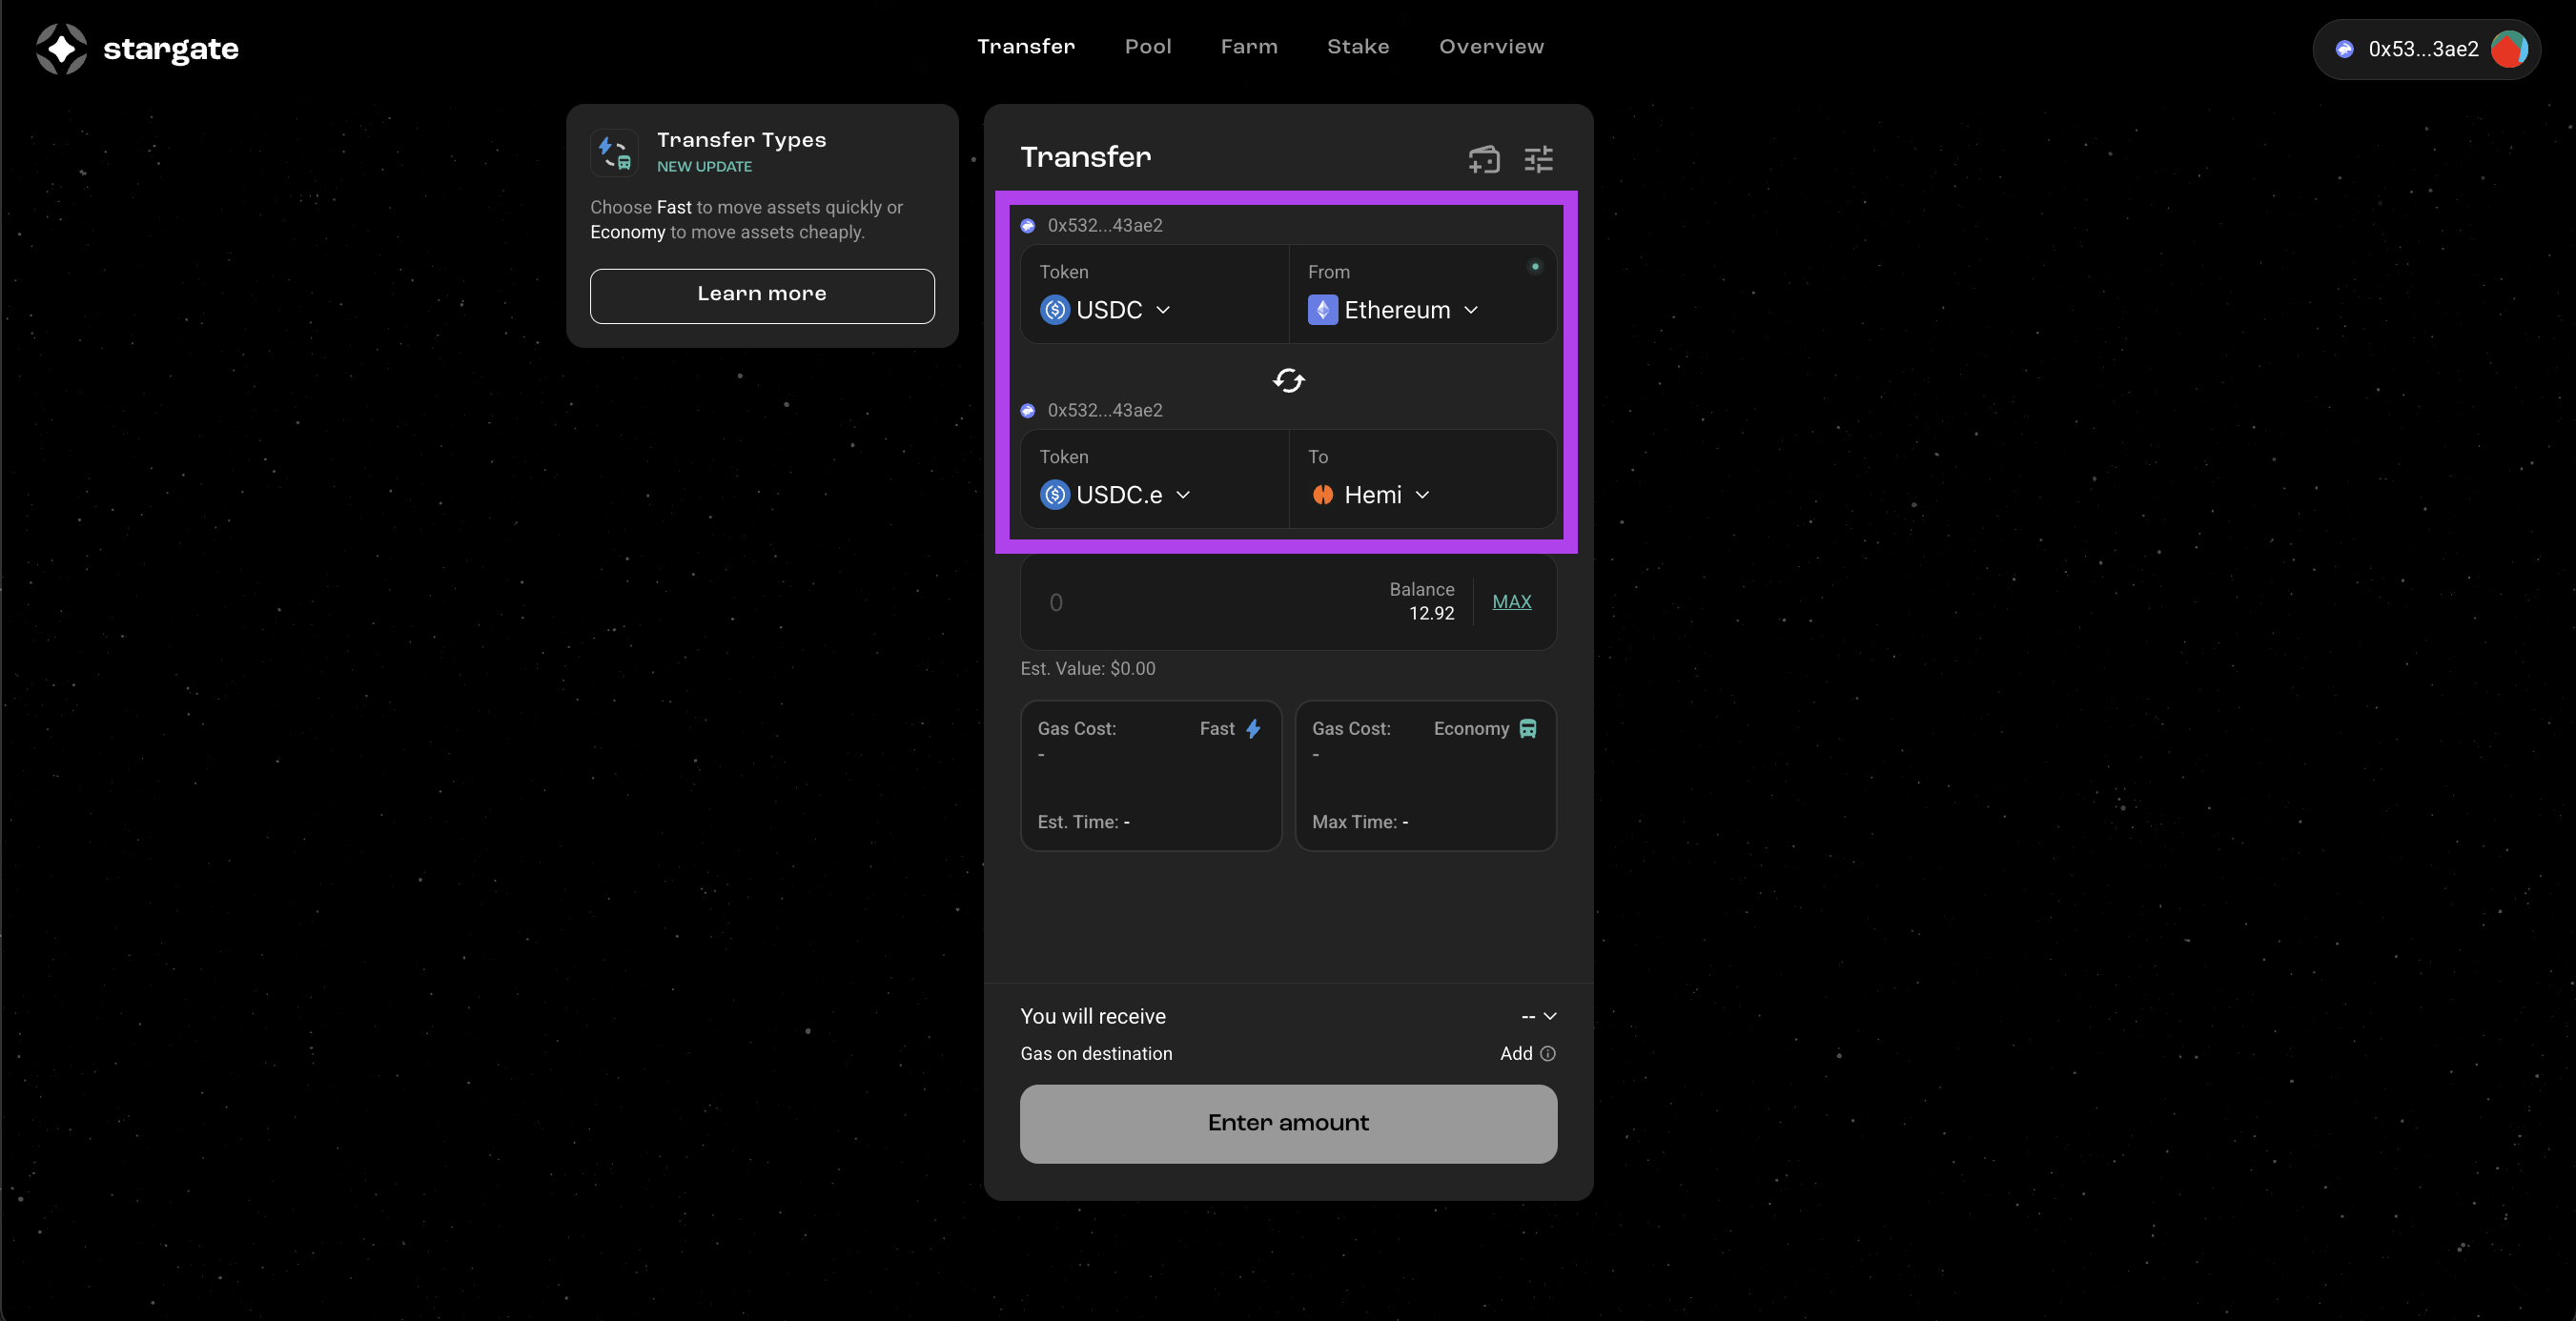 stargate
Transfer Pool Farm Stake Overview
0x53...3ae2
Transfer Types
NEW UPDATE
Choose Fast to move assets quickly or
Economy to move assets cheaply.
Learn more
Transfer
0x532...43ae2
Token From
USDC Ethereum
0x532...43ae2
Token To
USDC.e Hemi
0 Balance MAX
12.92
Est. Value: $0.00
Gas Cost: Fast
-
Est. Time: -
Gas Cost: Economy
-
Max Time: -
You will receive --
Gas on destination Add
Enter amount